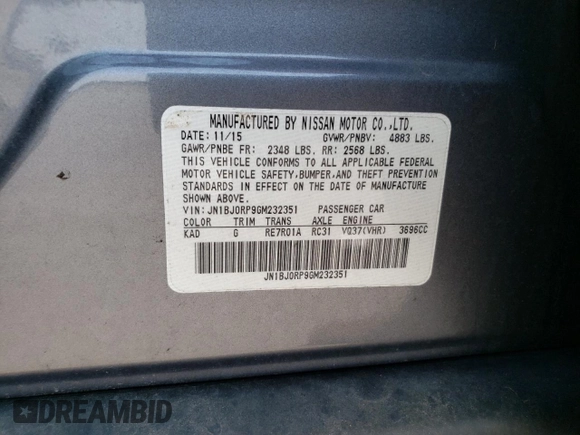 MANUFACTURED BY NISSAN MOTOR CO.,LTD.
DATE: 11/15 GVWR/PNBV: 4883 LBS.
GAWR/PNBE FR: 2348 LBS. RR: 2568 LBS.
THIS VEHICLE CONFORMS TO ALL APPLICABLE FEDERAL
MOTOR VEHICLE SAFETY,BUMPER,AND THEFT PREVENTION
STANDARDS IN EFFECT ON THE DATE OF MANUFACTURE
SHOWN ABOVE.
VIN: JN1BJ0RP9GM232351 PASSENGER CAR
COLOR TRIM TRANS AXLE ENGINE
KAD G RE7R01A RC31 VQ37(VHR) 3696CC
JN1BJ0RP9GM232351
DREAMBID